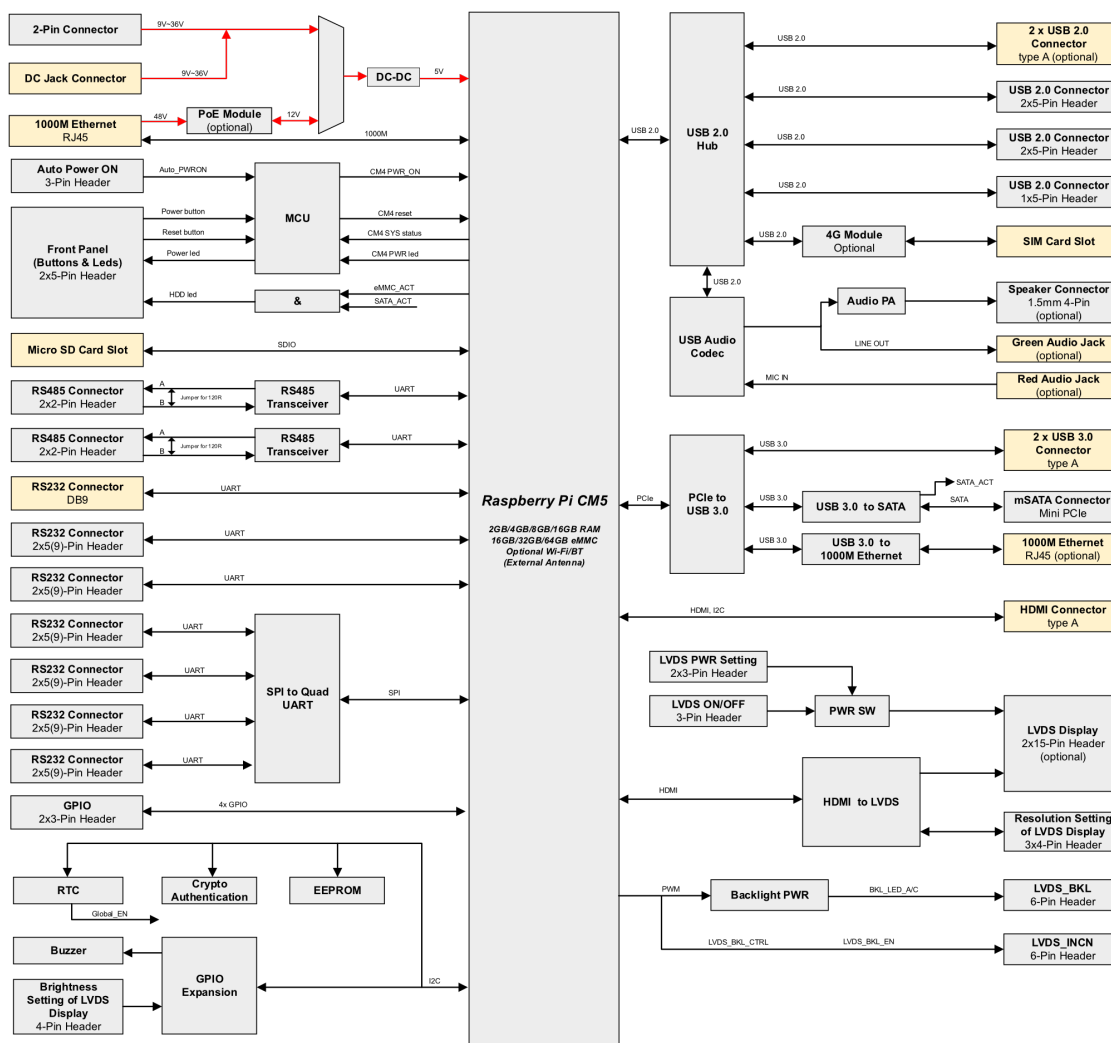 2-Pin Connector
9V~36V
DC Jack Connector
9V~36V
DC-DC
5V
1000M Ethernet
RJ45
48V
PoE Module
(optional)
12V
1000M
Auto Power ON
3-Pin Header
Auto_PWRON
MCU
CM4 PWR_ON
Front Panel
(Buttons & Leds)
2x5-Pin Header
Power button
Reset button
Power led
HDD led
CM4 reset
CM4 SYS status
CM4 PWR led
&
eMMC_ACT
SATA_ACT
Micro SD Card Slot
SDIO
RS485 Connector
2x2-Pin Header
A
B
Jumper for 120R
RS485
Transceiver
UART
RS485 Connector
2x2-Pin Header
A
B
Jumper for 120R
RS485
Transceiver
UART
RS232 Connector
DB9
UART
RS232 Connector
2x5(9)-Pin Header
UART
RS232 Connector
2x5(9)-Pin Header
UART
RS232 Connector
2x5(9)-Pin Header
UART
RS232 Connector
2x5(9)-Pin Header
UART
RS232 Connector
2x5(9)-Pin Header
UART
RS232 Connector
2x5(9)-Pin Header
UART
SPI to Quad
UART
SPI
GPIO
2x3-Pin Header
4x GPIO
RTC
Crypto
Authentication
EEPROM
Global_EN
Buzzer
Brightness
Setting of LVDS
Display
4-Pin Header
GPIO
Expansion
I2C
Raspberry Pi CM5
2GB/4GB/8GB/16GB RAM
16GB/32GB/64GB eMMC
Optional Wi-Fi/BT
(External Antenna)
USB 2.0
USB 2.0
Hub
USB 2.0
2 x USB 2.0
Connector
type A (optional)
USB 2.0
USB 2.0 Connector
2x5-Pin Header
USB 2.0
USB 2.0 Connector
2x5-Pin Header
USB 2.0
USB 2.0 Connector
1x5-Pin Header
USB 2.0
4G Module
Optional
SIM Card Slot
USB 2.0
USB Audio
Codec
Audio PA
Speaker Connector
1.5mm 4-Pin
(optional)
LINE OUT
Green Audio Jack
(optional)
MIC IN
Red Audio Jack
(optional)
PCIe
PCIe to
USB 3.0
USB 3.0
2 x USB 3.0
Connector
type A
USB 3.0
USB 3.0 to SATA
SATA_ACT
SATA
mSATA Connector
Mini PCIe
USB 3.0
USB 3.0 to
1000M Ethernet
1000M Ethernet
RJ45 (optional)
HDMI, I2C
HDMI Connector
type A
LVDS PWR Setting
2x3-Pin Header
LVDS ON/OFF
3-Pin Header
PWR SW
LVDS Display
2x15-Pin Header
(optional)
HDMI
HDMI to LVDS
Resolution Setting
of LVDS Display
3x4-Pin Header
PWM
Backlight PWR
BKL_LED_A/C
LVDS_BKL
6-Pin Header
LVDS_BKL_CTRL
LVDS_BKL_EN
LVDS_INCN
6-Pin Header